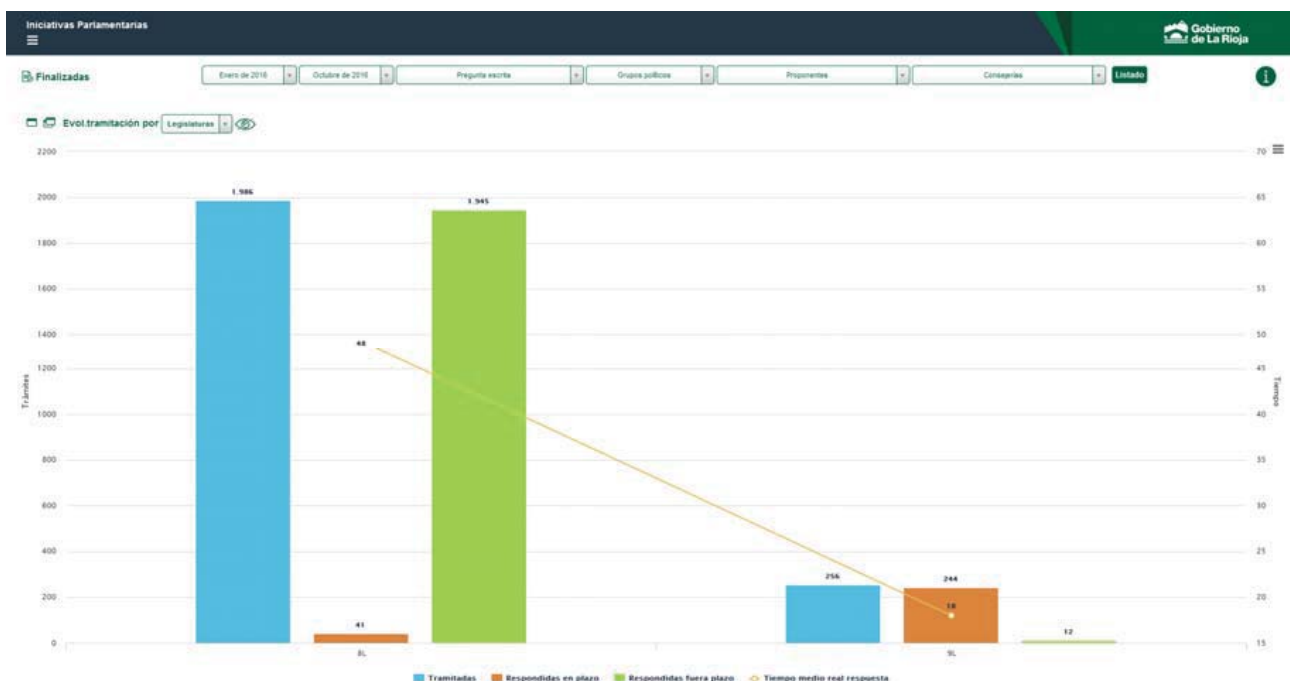 Iniciativas Parlamentarias
Gobierno
de La Rioja
Finalizadas
Enero de 2016
Octubre de 2016
Pregunta escrita
Grupos políticos
Proponentes
Consejerías
Listado
i
Evol.tramitación por
Legislaturas
2200
2000
1800
1600
1400
1200
1000
800
600
400
200
0
Trámites
1.986
41
1.945
48
256
244
18
12
70
65
60
55
50
45
40
35
30
25
20
15
Tiempo
8L
9L
Tramitadas
Respondidas en plazo
Respondidas fuera plazo
Tiempo medio real respuesta